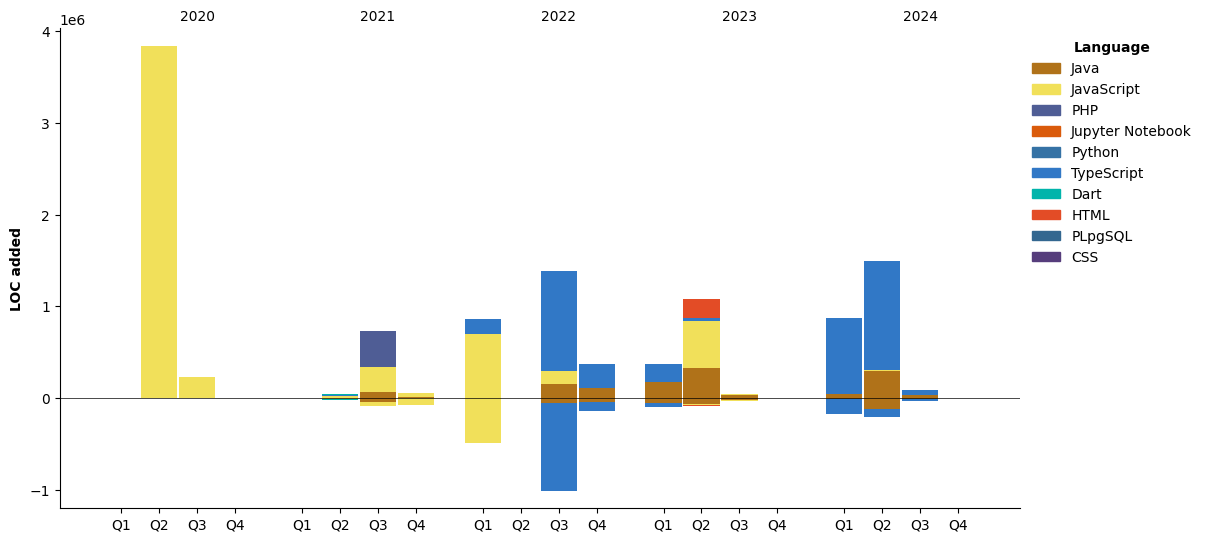 2020 2021 2022 2023 2024
1e6
4
3
2
1
0
−1
LOC added
Q1 Q2 Q3 Q4 Q1 Q2 Q3 Q4 Q1 Q2 Q3 Q4 Q1 Q2 Q3 Q4 Q1 Q2 Q3 Q4
Language
Java
JavaScript
PHP
Jupyter Notebook
Python
TypeScript
Dart
HTML
PLpgSQL
CSS